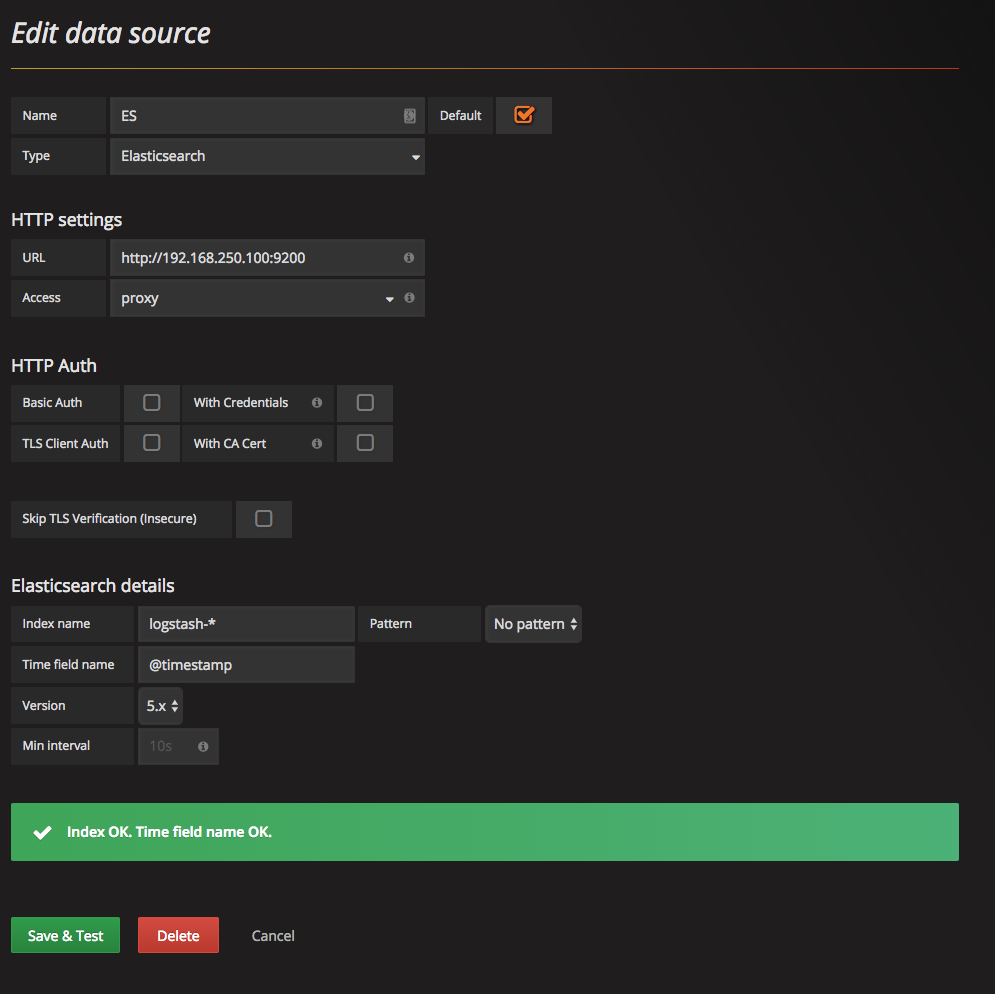 Edit data source
Name ES Default
Type Elasticsearch
HTTP settings
URL http://192.168.250.100:9200
Access proxy
HTTP Auth
Basic Auth With Credentials
TLS Client Auth With CA Cert
Skip TLS Verification (Insecure)
Elasticsearch details
Index name logstash-* Pattern No pattern
Time field name @timestamp
Version 5.x
Min interval 10s
Index OK. Time field name OK.
Save & Test Delete Cancel